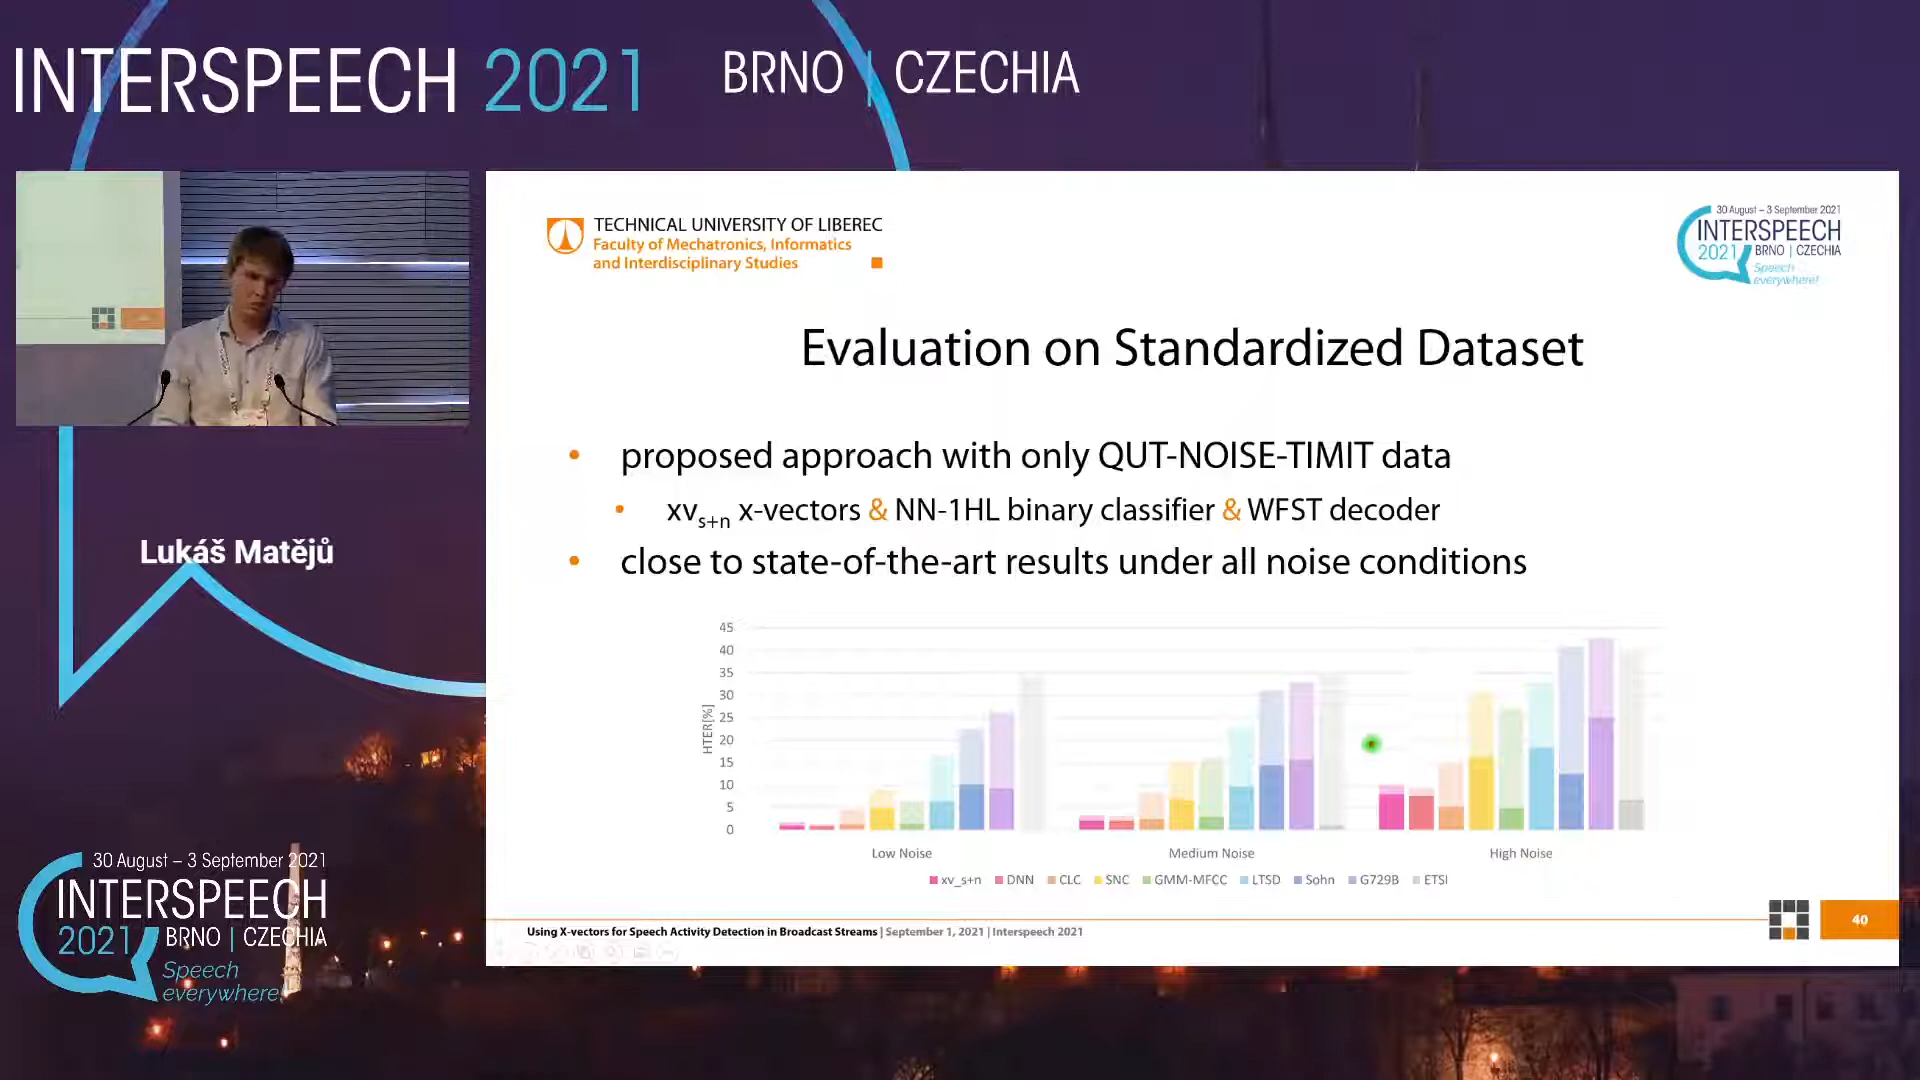 INTERSPEECH 2021
BRNO | CZECHIA
TECHNICAL UNIVERSITY OF LIBEREC
Faculty of Mechatronics, Informatics
and Interdisciplinary Studies
30 August – 3 September 2021
INTERSPEECH
2021 BRNO | CZECHIA
Speech
everywhere!
Evaluation on Standardized Dataset
• proposed approach with only QUT-NOISE-TIMIT data
• xvs+n x-vectors & NN-1HL binary classifier & WFST decoder
• close to state-of-the-art results under all noise conditions
Lukáš Matějů
HTER[%]
45
40
35
30
25
20
15
10
5
0
Low Noise Medium Noise High Noise
xv_s+n DNN CLC SNC GMM-MFCC LTSD Sohn G729B ETSI
Using X-vectors for Speech Activity Detection in Broadcast Streams | September 1, 2021 | Interspeech 2021
40
30 August – 3 September 2021
INTERSPEECH
2021 BRNO | CZECHIA
Speech
everywhere!